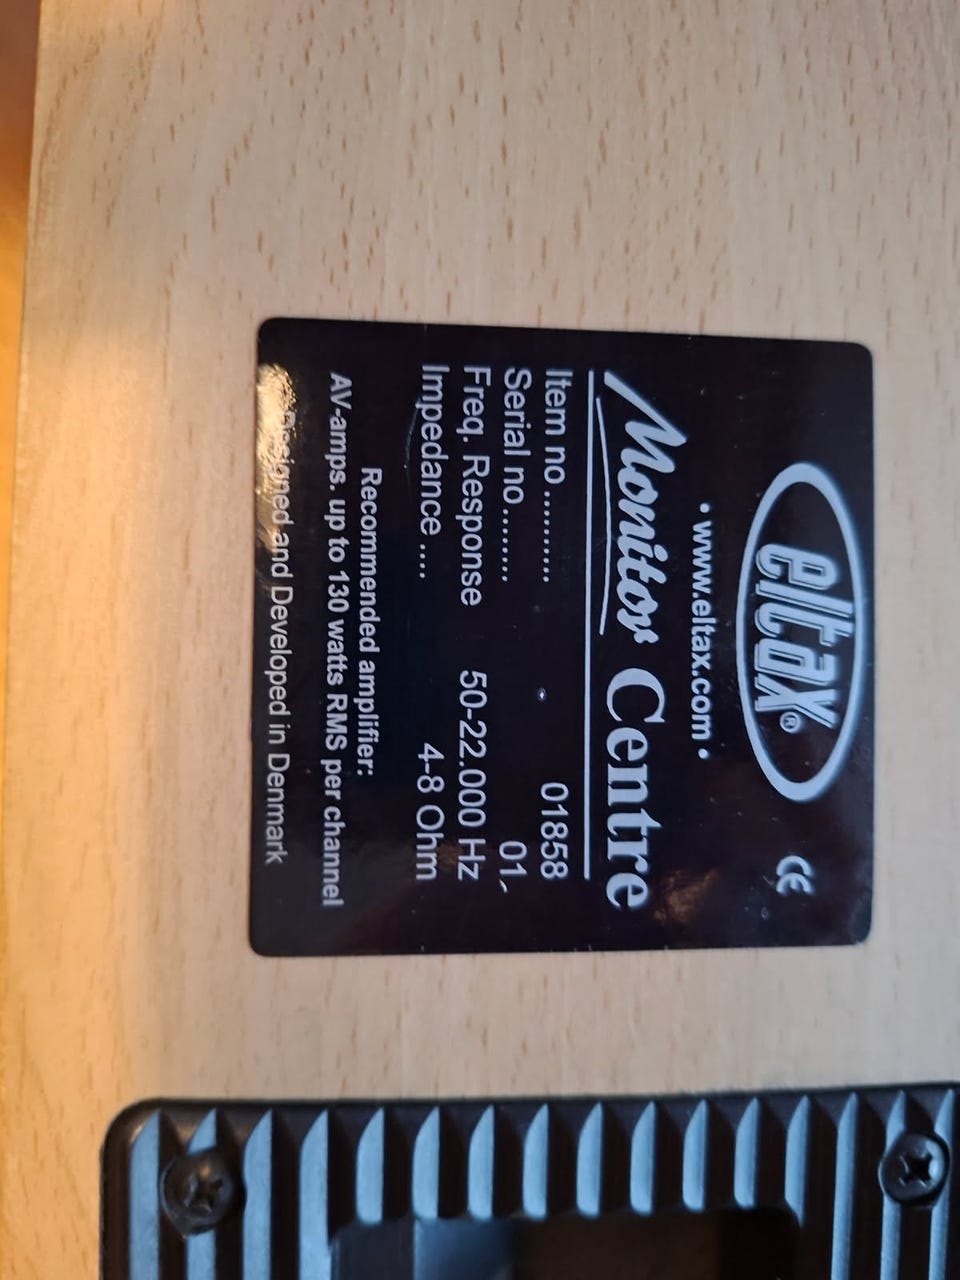 eltax®
CE
• www.eltax.com •
Monitor Centre
Item no ......... 01858
Serial no........ 01
Freq. Response 50-22.000 Hz
Impedance .... 4-8 Ohm
Recommended amplifier:
AV-amps. up to 130 watts RMS per channel
Designed and Developed in Denmark